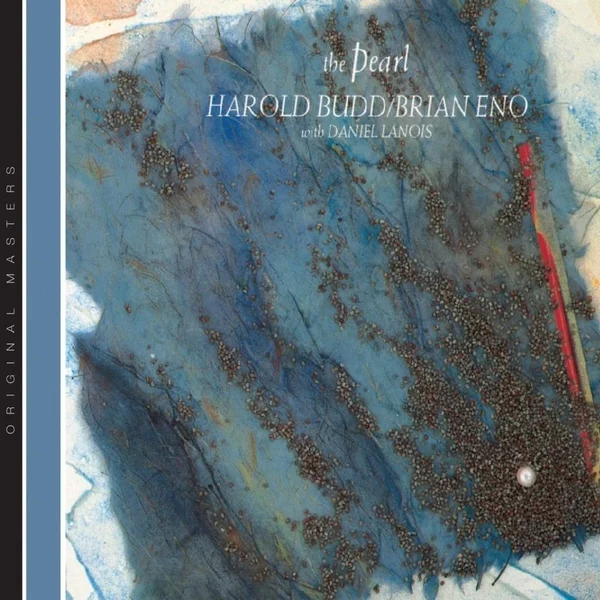 the pearl
HAROLD BUDD/BRIAN ENO
with DANIEL LANOIS
ORIGINAL MASTERS